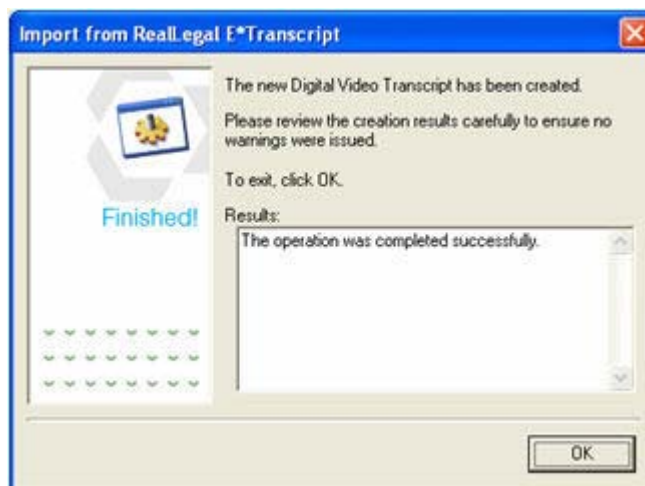 Import from RealLegal E*Transcript
The new Digital Video Transcript has been created.
Please review the creation results carefully to ensure no
warnings were issued.
To exit, click OK.
Finished!
Results:
The operation was completed successfully.
OK